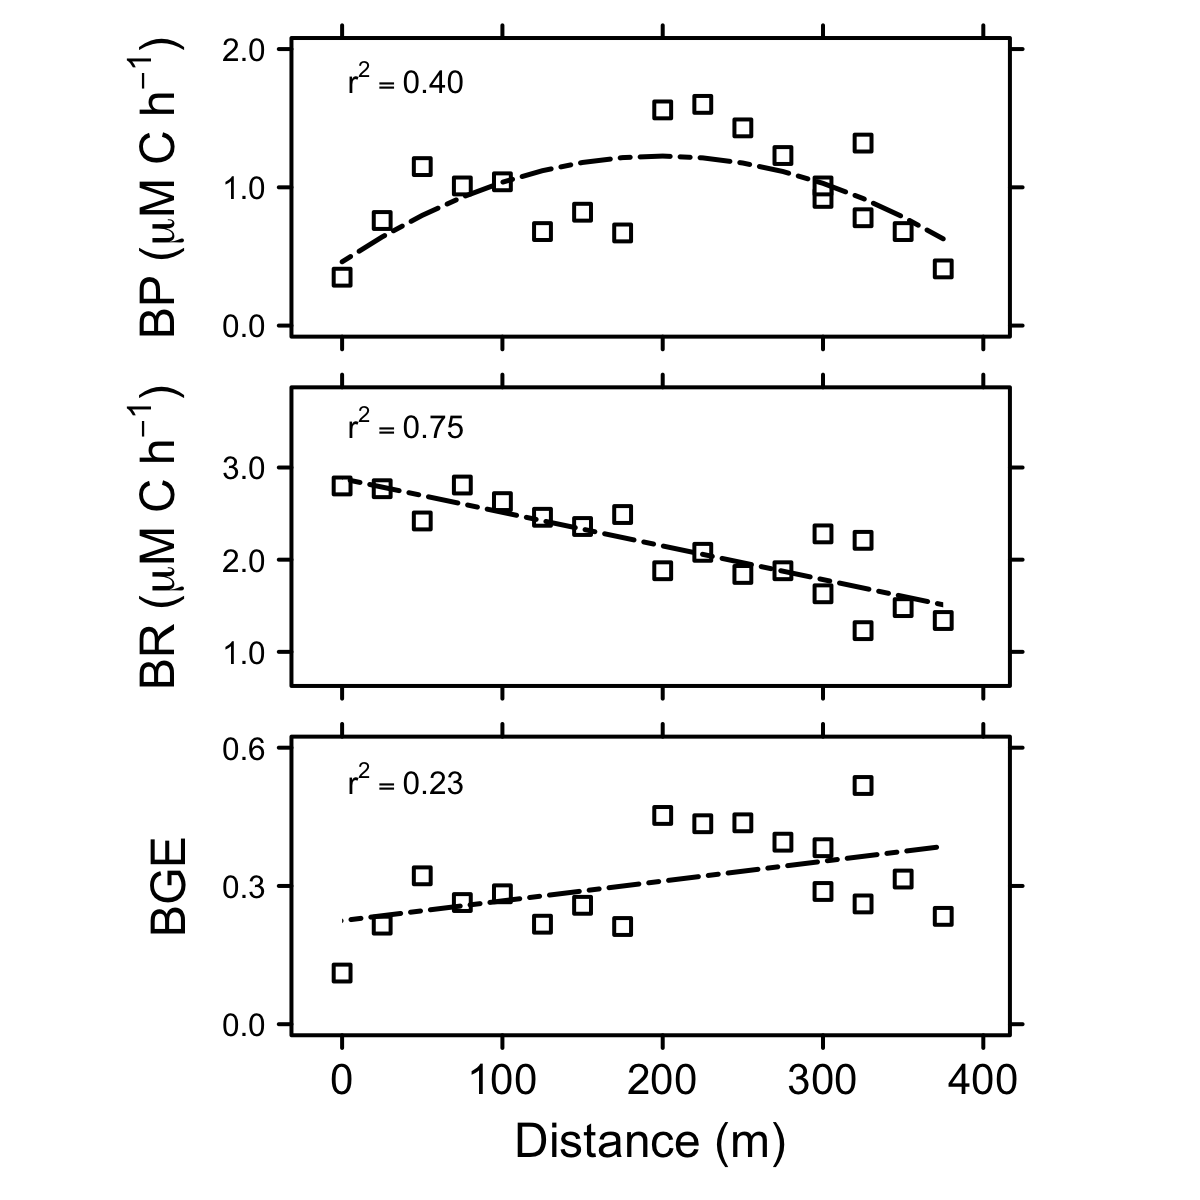 BP (μM C h⁻¹)
2.0
1.0
0.0
r² = 0.40
BR (μM C h⁻¹)
3.0
2.0
1.0
r² = 0.75
BGE
0.6
0.3
0.0
r² = 0.23
0 100 200 300 400
Distance (m)